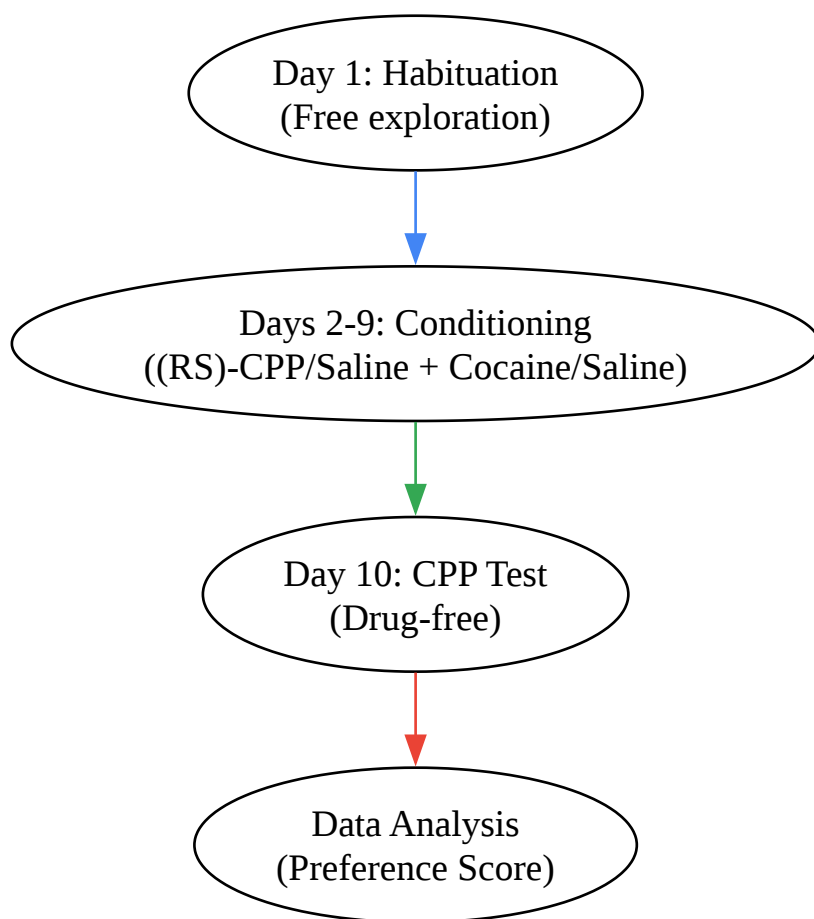 Day 1: Habituation
(Free exploration)
Days 2-9: Conditioning
((RS)-CPP/Saline + Cocaine/Saline)
Day 10: CPP Test
(Drug-free)
Data Analysis
(Preference Score)